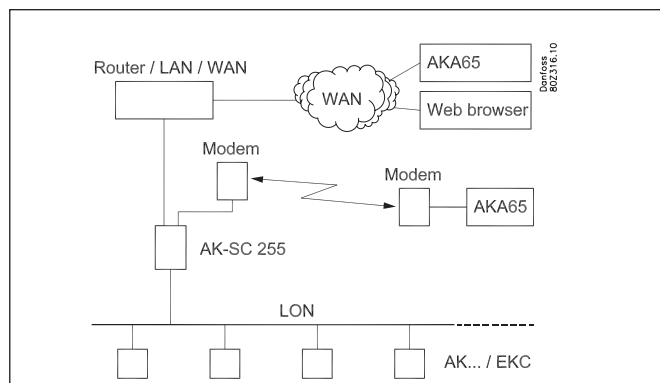 Router / LAN / WAN
WAN
AKA65
Web browser
Danfoss
80Z316.10
Modem
Modem
AKA65
AK-SC 255
LON
AK... / EKC